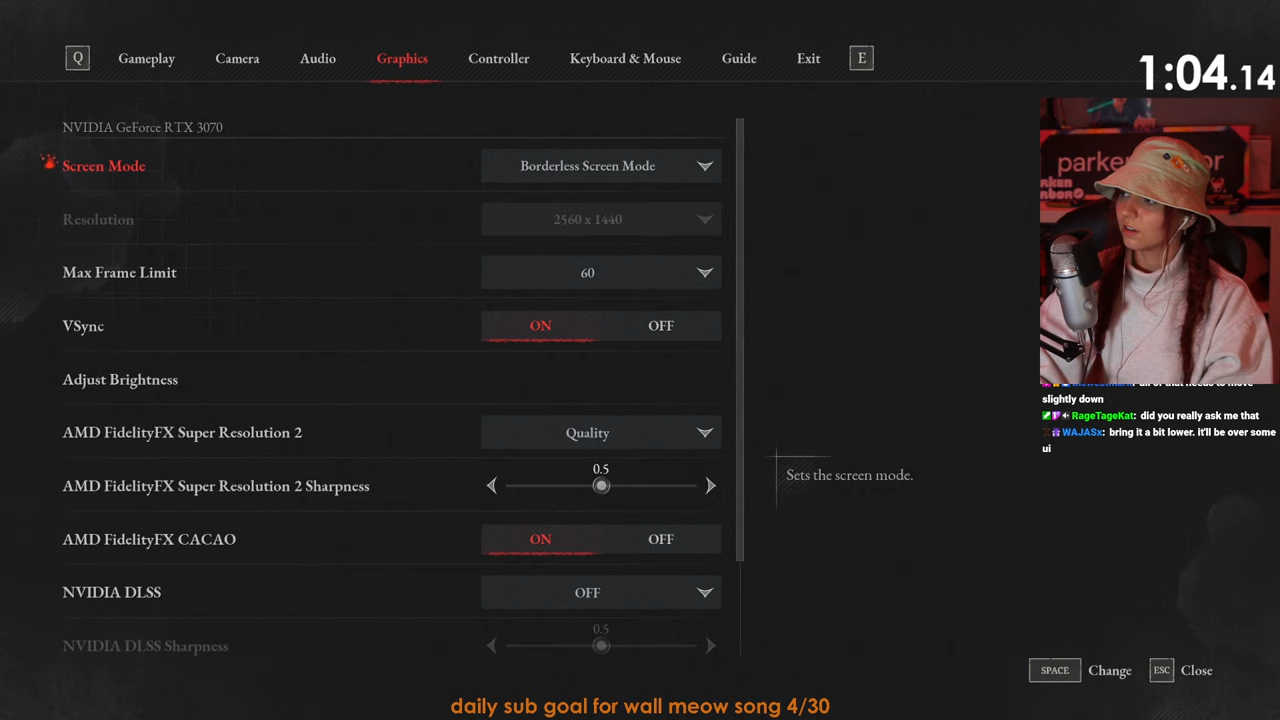 Q Gameplay Camera Audio Graphics Controller Keyboard & Mouse Guide Exit E
1:04.14
NVIDIA GeForce RTX 3070
Screen Mode Borderless Screen Mode
Resolution 2560 x 1440
Max Frame Limit 60
VSync ON OFF
Adjust Brightness
AMD FidelityFX Super Resolution 2 Quality
0.5
AMD FidelityFX Super Resolution 2 Sharpness
AMD FidelityFX CACAO ON OFF
NVIDIA DLSS OFF
0.5
NVIDIA DLSS Sharpness
Sets the screen mode.
parken
slightly down
RageTageKat: did you really ask me that
WAJASx: bring it a bit lower. it'll be over some
ui
SPACE Change ESC Close
daily sub goal for wall meow song 4/30